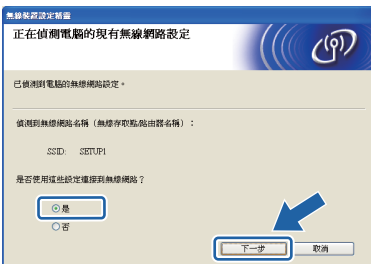 無線裝置設定精靈
正在偵測電腦的現有無線網路設定
已偵測到電腦的無線網路設定。
偵測到無線網路名稱（無線存取點/路由器名稱）：
SSID: SETUP1
是否使用這些設定連接到無線網路？
是
否
下一步 取消